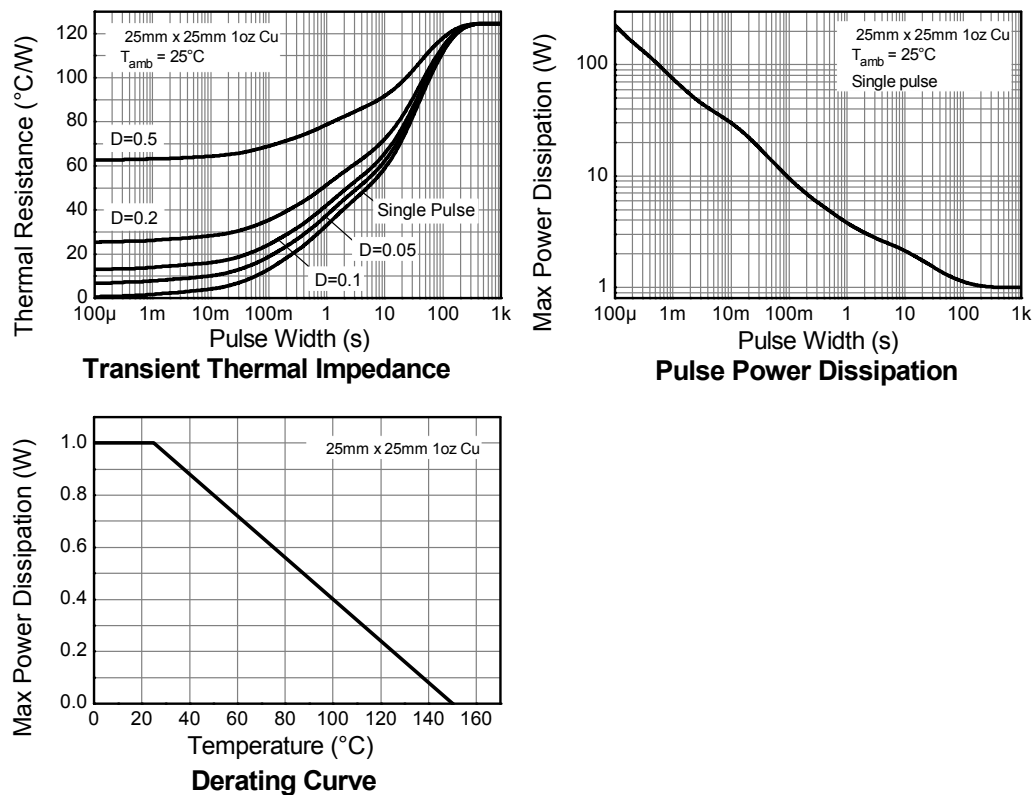 Thermal Resistance (°C/W)
120
100
80
60
40
20
0
25mm x 25mm 1oz Cu
Tamb = 25°C
D=0.5
D=0.2
Single Pulse
D=0.05
D=0.1
100µ 1m 10m 100m 1 10 100 1k
Pulse Width (s)
Transient Thermal Impedance
Max Power Dissipation (W)
100
10
1
25mm x 25mm 1oz Cu
Tamb = 25°C
Single pulse
100µ 1m 10m 100m 1 10 100 1k
Pulse Width (s)
Pulse Power Dissipation
Max Power Dissipation (W)
1.0
0.8
0.6
0.4
0.2
0.0
25mm x 25mm 1oz Cu
0 20 40 60 80 100 120 140 160
Temperature (°C)
Derating Curve